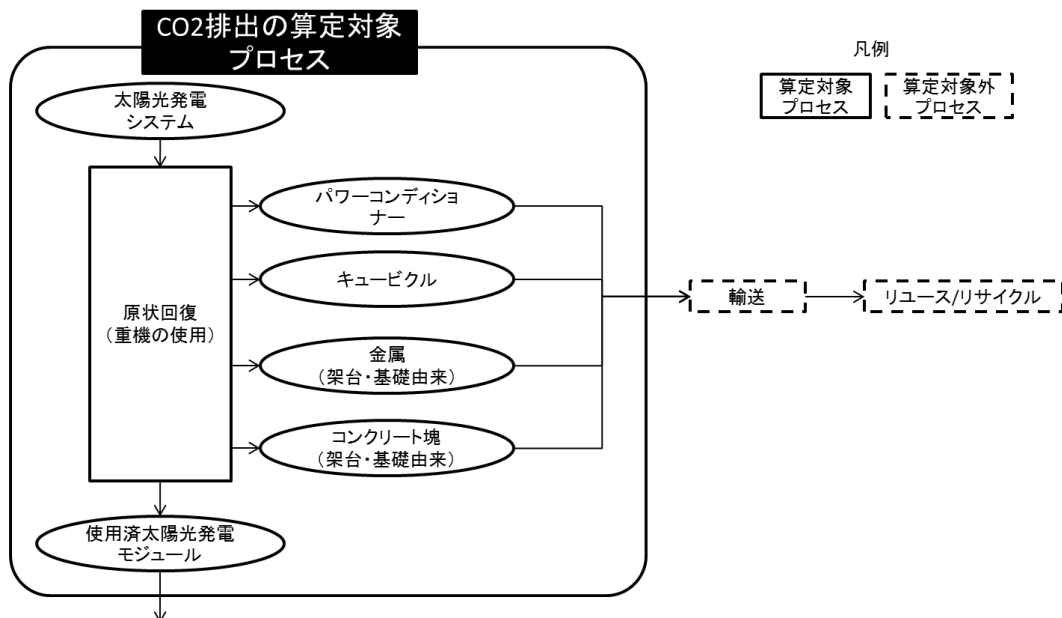 CO2排出の算定対象
プロセス
凡例
算定対象
プロセス
算定対象外
プロセス
太陽光発電
システム
原状回復
（重機の使用）
パワーコンディショ
ナー
キュービクル
金属
（架台・基礎由来）
コンクリート塊
（架台・基礎由来）
輸送
リユース/リサイクル
使用済太陽光発電
モジュール